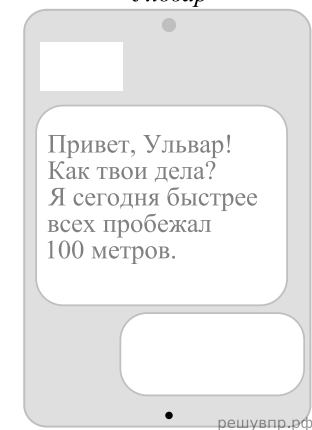 Привет, Ульвар!
Как твои дела?
Я сегодня быстрее
всех пробежал
100 метров.
решувпр.рф